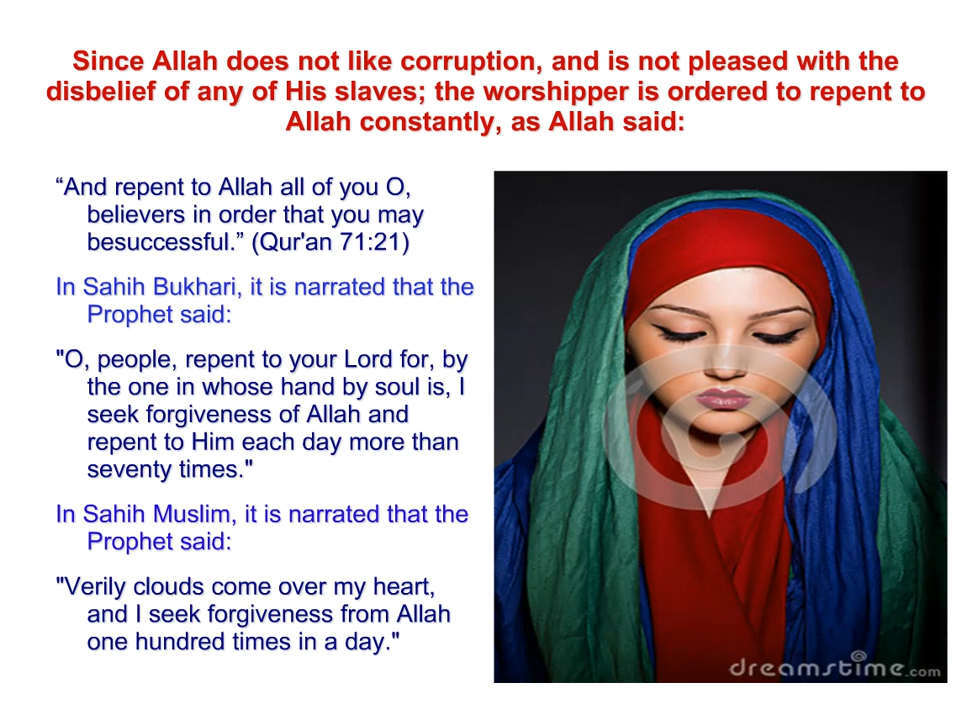 Since Allah does not like corruption, and is not pleased with the
disbelief of any of His slaves; the worshipper is ordered to repent to
Allah constantly, as Allah said:
“And repent to Allah all of you O,
believers in order that you may
besuccessful.” (Qur'an 71:21)
In Sahih Bukhari, it is narrated that the
Prophet said:
"O, people, repent to your Lord for, by
the one in whose hand by soul is, I
seek forgiveness of Allah and
repent to Him each day more than
seventy times."
In Sahih Muslim, it is narrated that the
Prophet said:
"Verily clouds come over my heart,
and I seek forgiveness from Allah
one hundred times in a day."
dreamstime.com